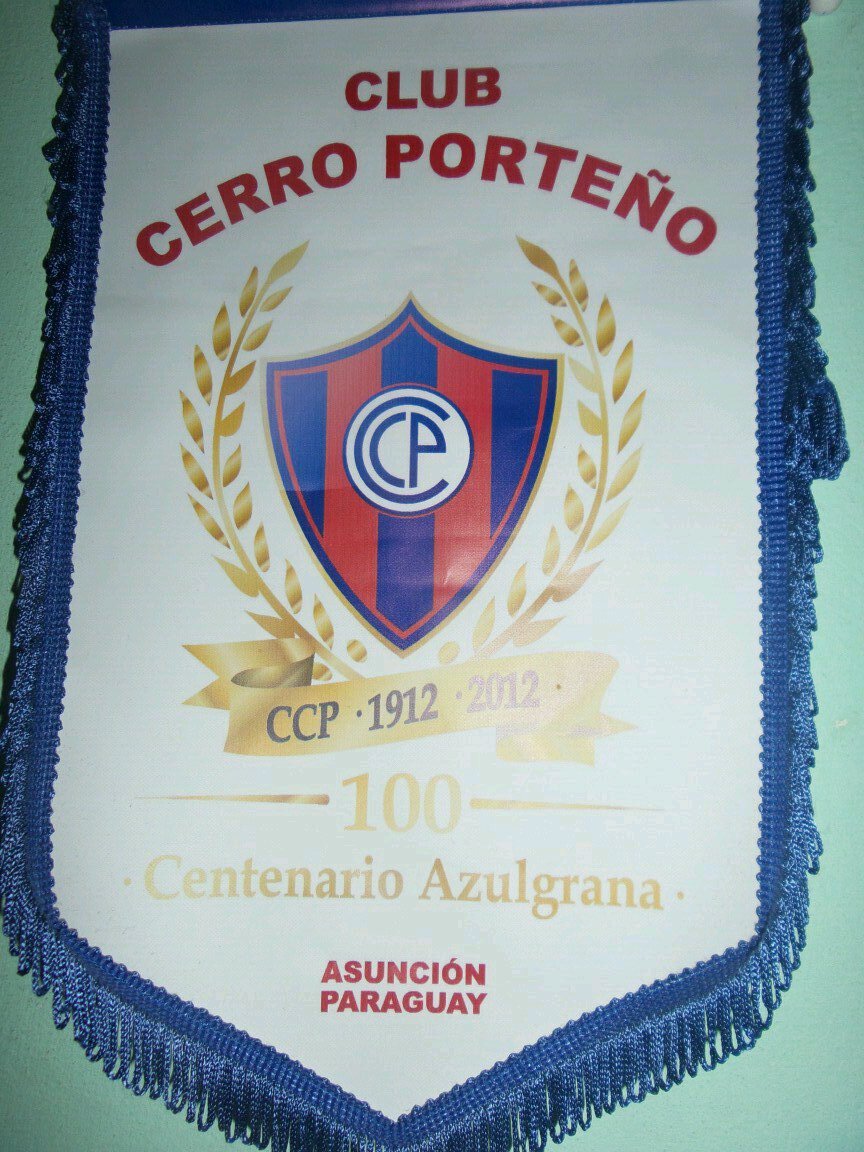 CLUB
CERRO PORTEÑO
CCP
CCP · 1912 · 2012 ·
100
· Centenario Azulgrana ·
ASUNCIÓN
PARAGUAY